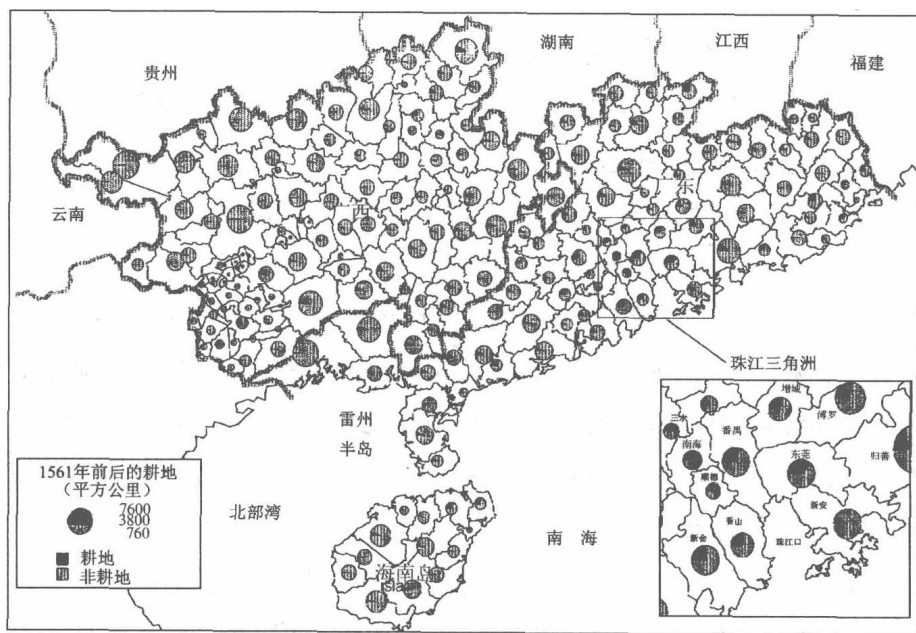 贵州
湖南
江西
福建
云南
东
西
珠江三角洲
雷州
半岛
北部湾
南 海
海南岛
1561年前后的耕地
(平方公里)
7600
3800
760
耕地
非耕地
增城
博罗
三水
番禺
南海
东莞
归善
顺德
新安
香山
新会
珠江口